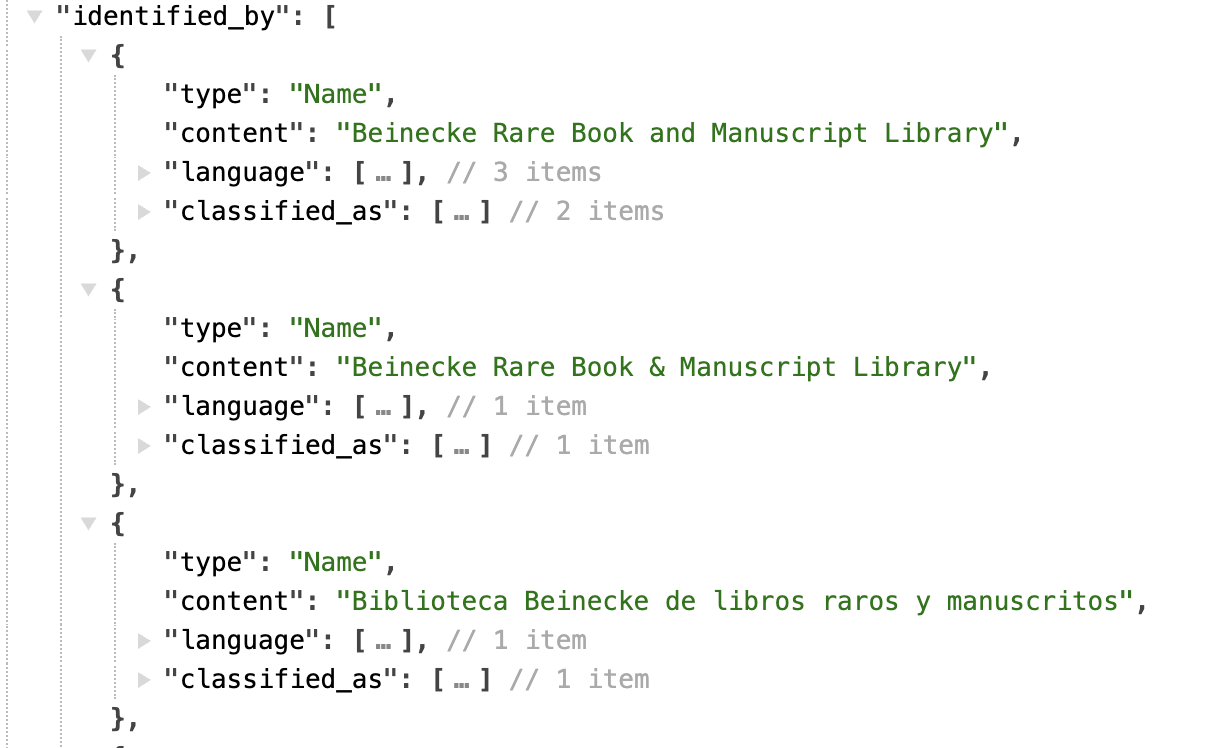 "identified_by": [
{
"type": "Name",
"content": "Beinecke Rare Book and Manuscript Library",
"language": [ … ], // 3 items
"classified_as": [ … ] // 2 items
},
{
"type": "Name",
"content": "Beinecke Rare Book & Manuscript Library",
"language": [ … ], // 1 item
"classified_as": [ … ] // 1 item
},
{
"type": "Name",
"content": "Biblioteca Beinecke de libros raros y manuscritos",
"language": [ … ], // 1 item
"classified_as": [ … ] // 1 item
},